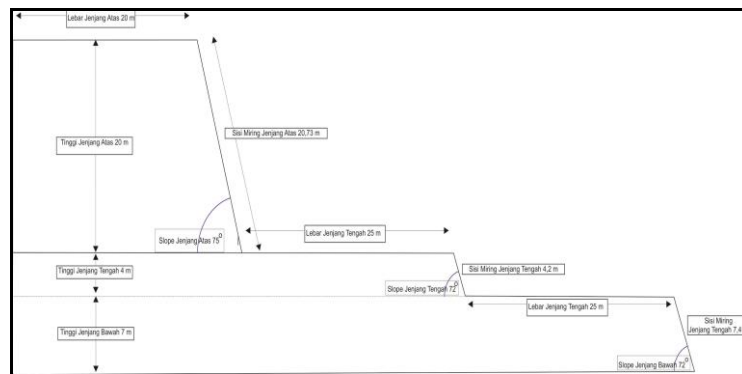 Lebar Jenjang Atas 20 m
Tinggi Jenjang Atas 20 m
Sisi Miring Jenjang Atas 20,73 m
Slope Jenjang Atas 75°
Lebar Jenjang Tengah 25 m
Tinggi Jenjang Tengah 4 m
Sisi Miring Jenjang Tengah 4,2 m
Slope Jenjang Tengah 72°
Lebar Jenjang Tengah 25 m
Tinggi Jenjang Bawah 7 m
Sisi Miring
Jenjang Tengah 7,4
Slope Jenjang Bawah 72°